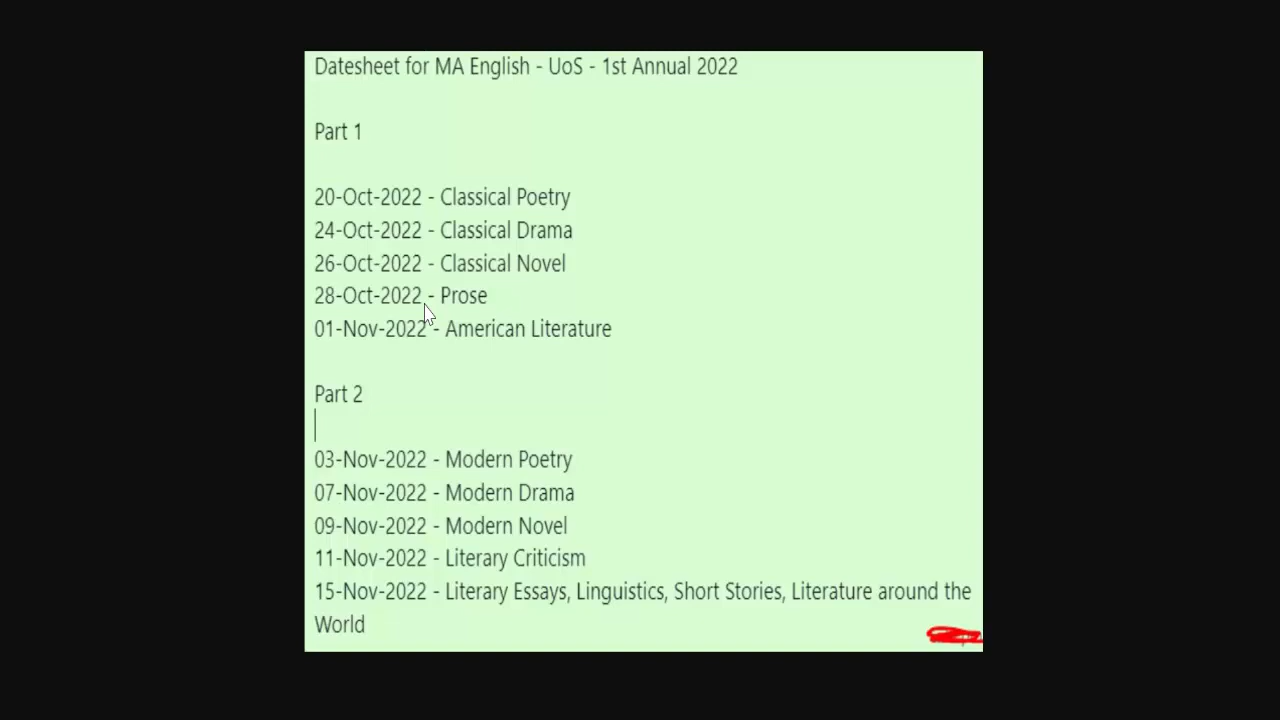 Datesheet for MA English - UoS - 1st Annual 2022
Part 1
20-Oct-2022 - Classical Poetry
24-Oct-2022 - Classical Drama
26-Oct-2022 - Classical Novel
28-Oct-2022 - Prose
01-Nov-2022 - American Literature
Part 2
03-Nov-2022 - Modern Poetry
07-Nov-2022 - Modern Drama
09-Nov-2022 - Modern Novel
11-Nov-2022 - Literary Criticism
15-Nov-2022 - Literary Essays, Linguistics, Short Stories, Literature around the
World